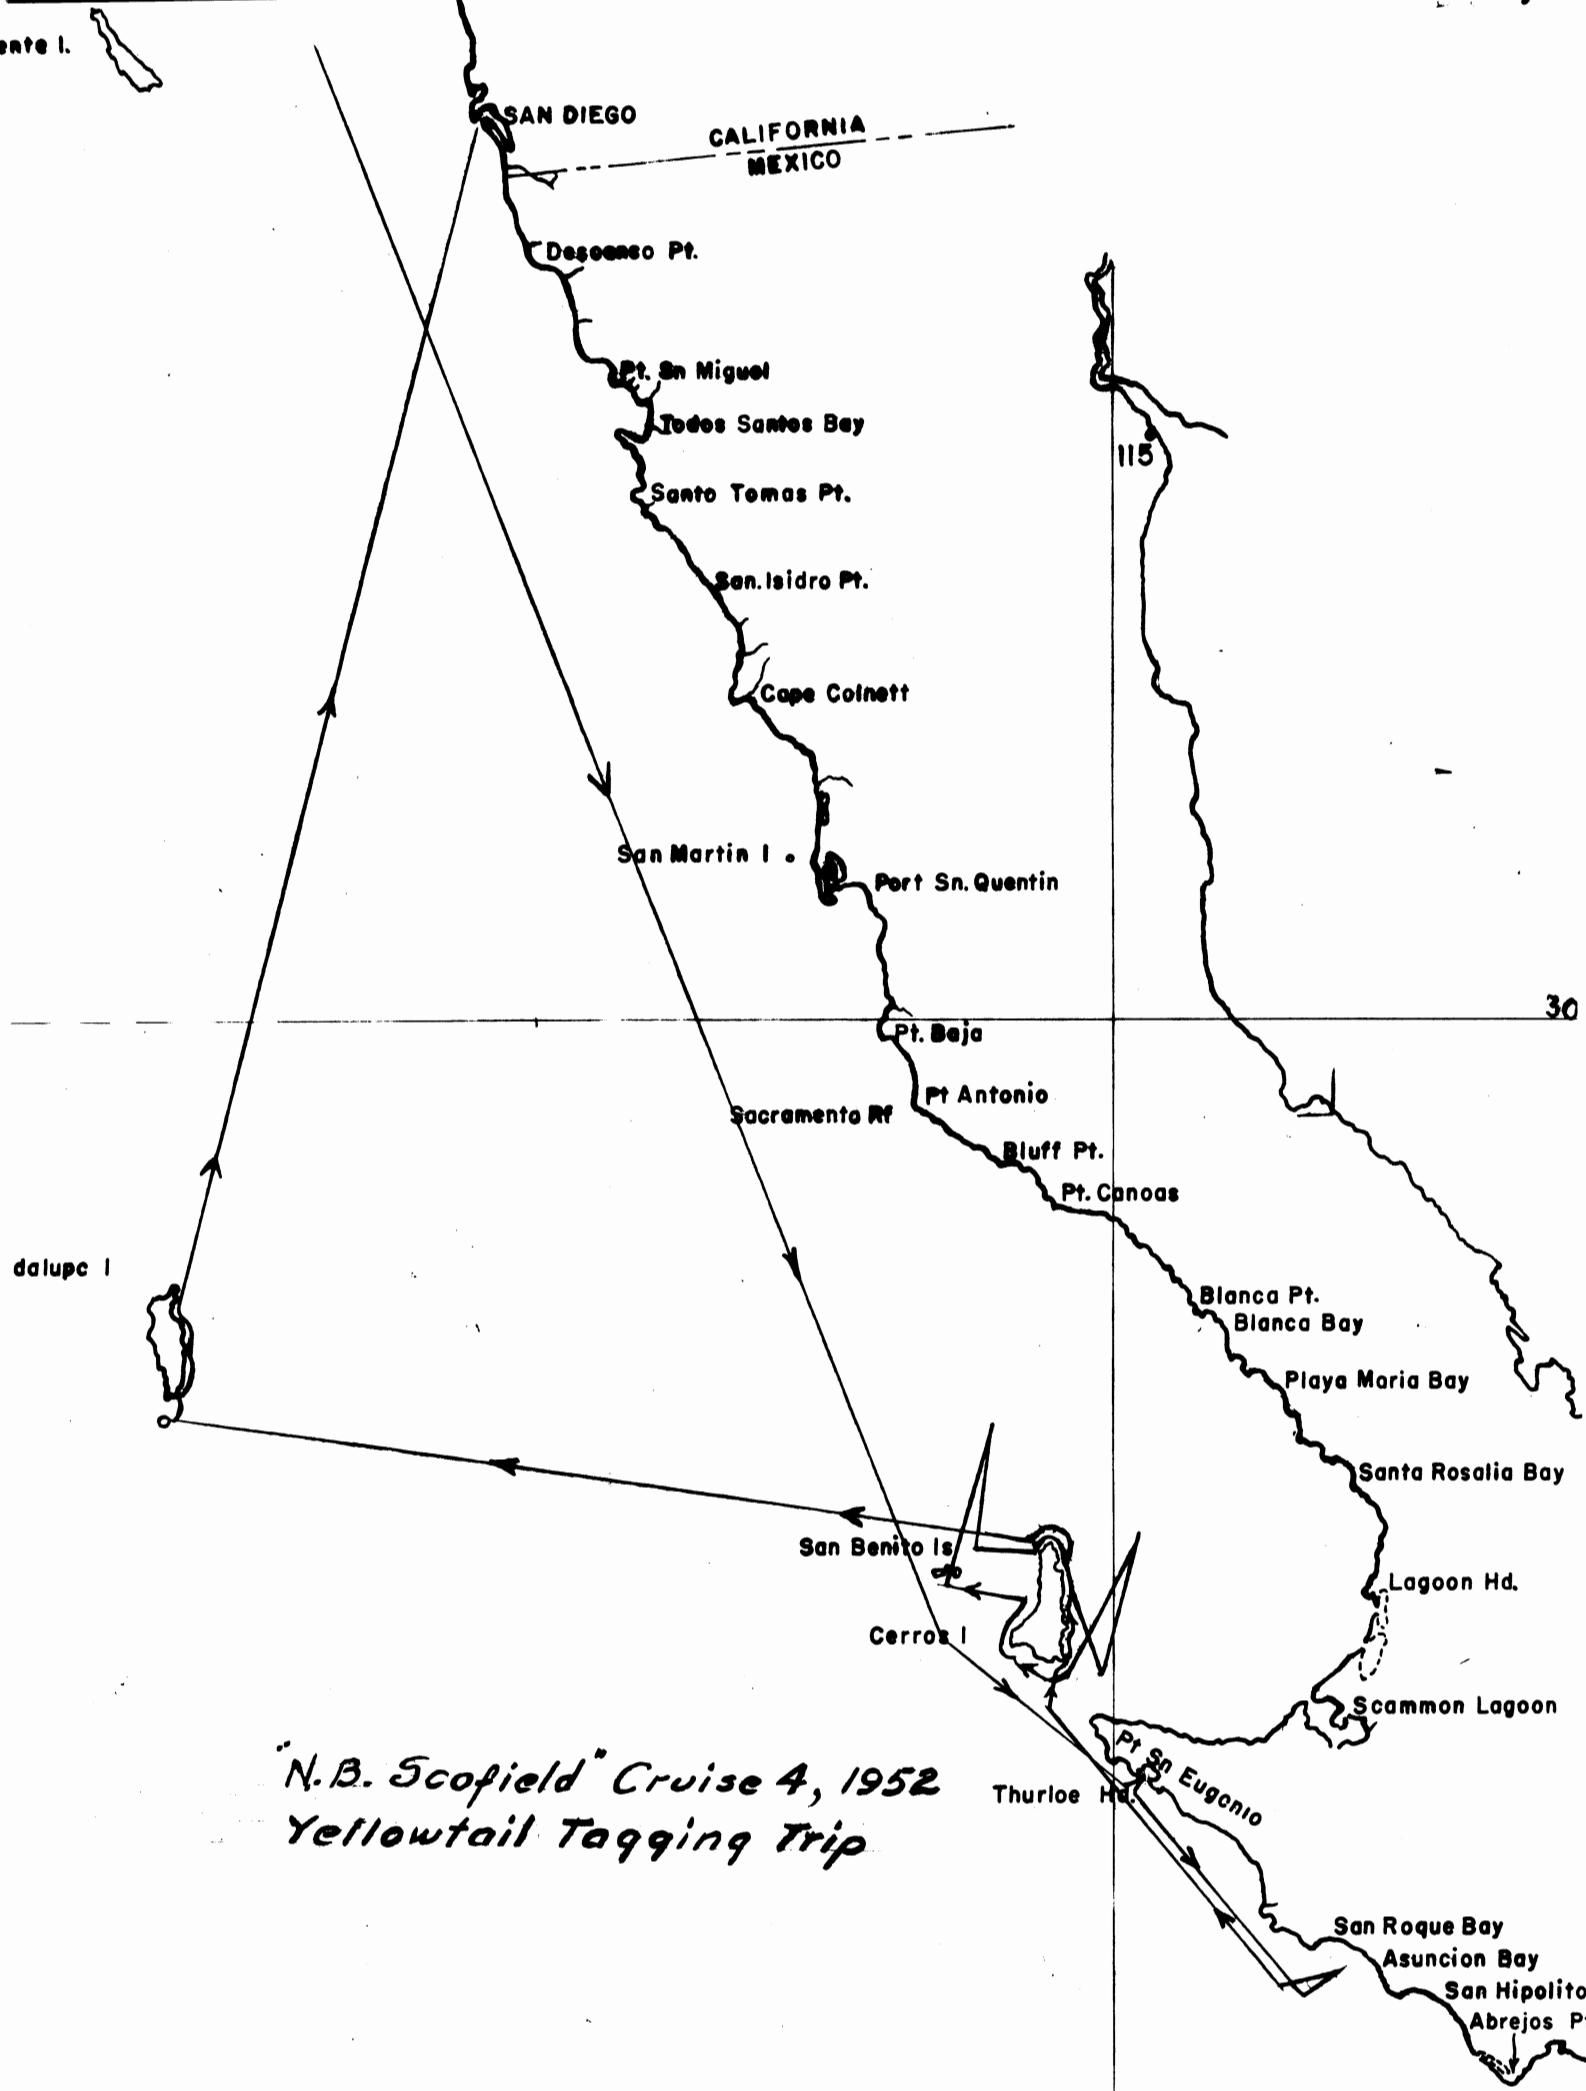 ente I.
SAN DIEGO
CALIFORNIA
MEXICO
Descanso Pt.
Pt. Sn Miguel
Todos Santos Bay
115
Santo Tomas Pt.
San. Isidro Pt.
Cape Colnett
San Martin I
Port Sn. Quentin
30
Pt. Baja
Pt Antonio
Sacramento Rf
Bluff Pt.
Pt. Canoas
dalupe I
Blanca Pt.
Blanca Bay
Playa Maria Bay
Santa Rosalia Bay
San Benito Is
Lagoon Hd.
Cerros I
Scammon Lagoon
Pt Sn Eugenio
Thurloe Hd.
"N.B. Scofield" Cruise 4, 1952
Yellowtail Tagging Trip
San Roque Bay
Asuncion Bay
San Hipolito
Abrejos Pt